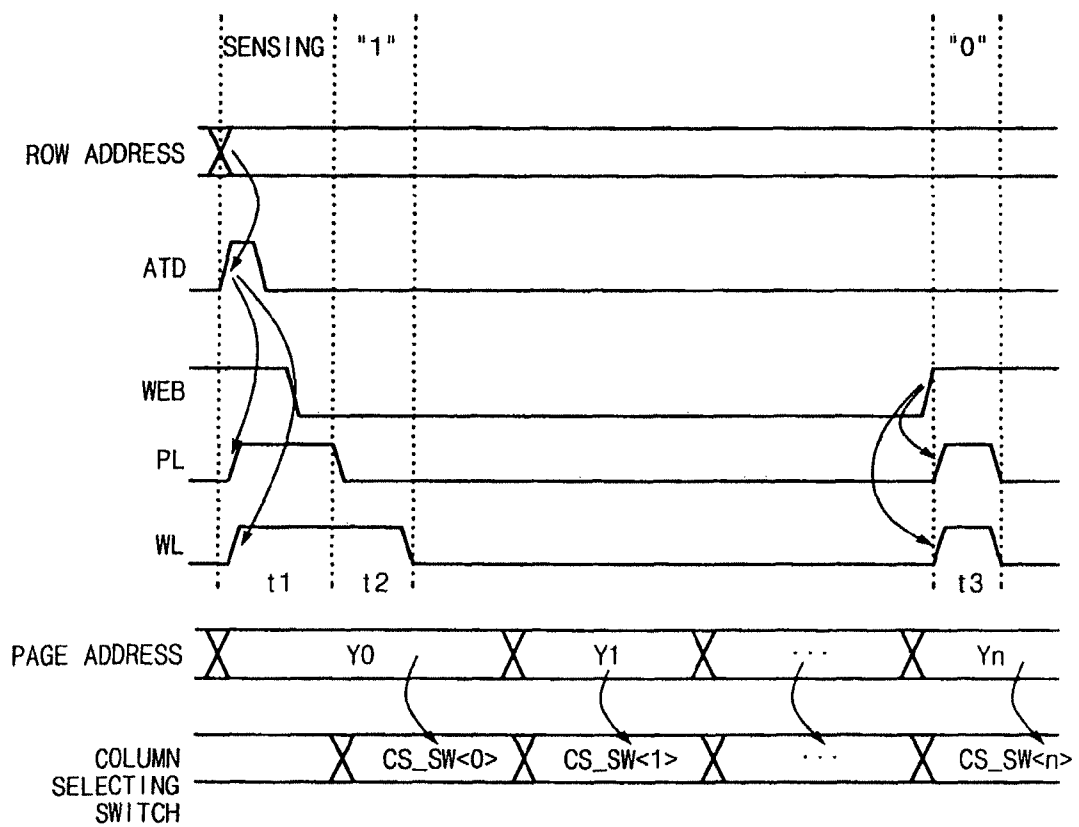 SENSING "1" "0"
ROW ADDRESS
ATD
WEB
PL
WL
t1 t2 t3
PAGE ADDRESS Y0 Y1 ... Yn
COLUMN SELECTING SWITCH CS_SW<0> CS_SW<1> ... CS_SW<n>